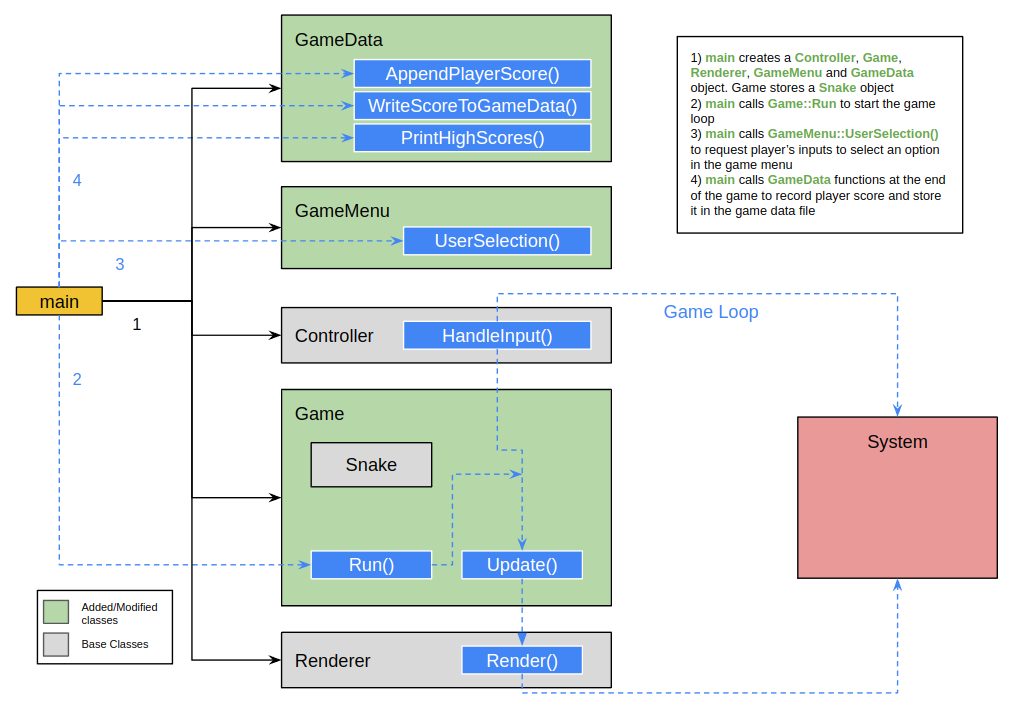 GameData
AppendPlayerScore()
WriteScoreToGameData()
PrintHighScores()
1) main creates a Controller, Game,
Renderer, GameMenu and GameData
object. Game stores a Snake object
2) main calls Game::Run to start the game
loop
3) main calls GameMenu::UserSelection()
to request player’s inputs to select an option
in the game menu
4) main calls GameData functions at the end
of the game to record player score and store
it in the game data file
4
GameMenu
UserSelection()
3
main
1
Controller
HandleInput()
Game Loop
2
Game
Snake
System
Run()
Update()
Added/Modified
classes
Base Classes
Renderer
Render()